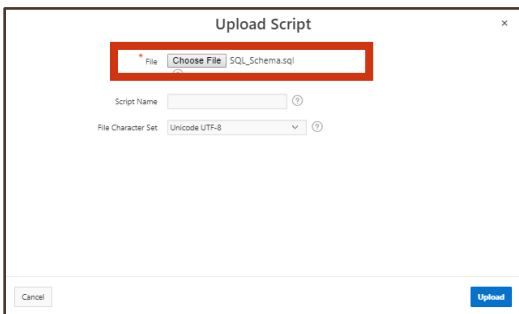 Upload Script
* File Choose File SQL_Schema.sql
Script Name
File Character Set Unicode UTF-8
Cancel Upload